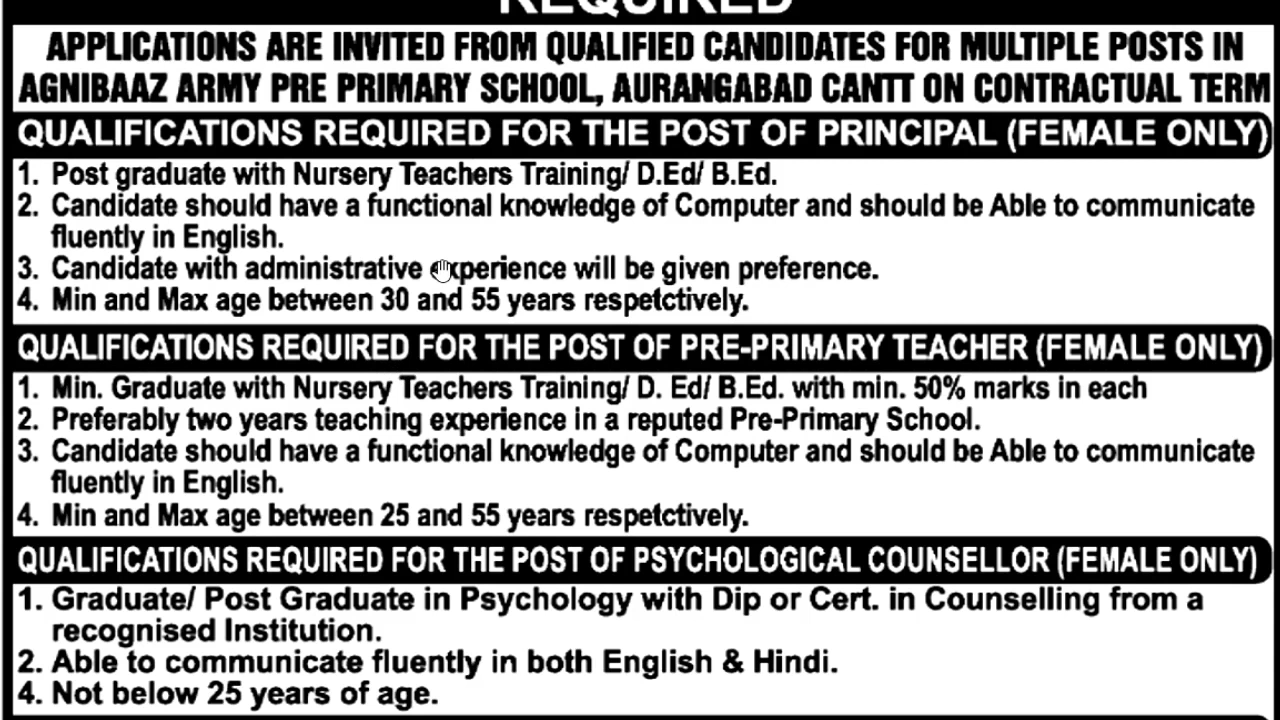 REQUIRED
APPLICATIONS ARE INVITED FROM QUALIFIED CANDIDATES FOR MULTIPLE POSTS IN
AGNIBAAZ ARMY PRE PRIMARY SCHOOL, AURANGABAD CANTT ON CONTRACTUAL TERM
QUALIFICATIONS REQUIRED FOR THE POST OF PRINCIPAL (FEMALE ONLY)
1. Post graduate with Nursery Teachers Training/ D.Ed/ B.Ed.
2. Candidate should have a functional knowledge of Computer and should be Able to communicate
fluently in English.
3. Candidate with administrative experience will be given preference.
4. Min and Max age between 30 and 55 years respetctively.
QUALIFICATIONS REQUIRED FOR THE POST OF PRE-PRIMARY TEACHER (FEMALE ONLY)
1. Min. Graduate with Nursery Teachers Training/ D. Ed/ B.Ed. with min. 50% marks in each
2. Preferably two years teaching experience in a reputed Pre-Primary School.
3. Candidate should have a functional knowledge of Computer and should be Able to communicate
fluently in English.
4. Min and Max age between 25 and 55 years respetctively.
QUALIFICATIONS REQUIRED FOR THE POST OF PSYCHOLOGICAL COUNSELLOR (FEMALE ONLY)
1. Graduate/ Post Graduate in Psychology with Dip or Cert. in Counselling from a
recognised Institution.
2. Able to communicate fluently in both English & Hindi.
4. Not below 25 years of age.